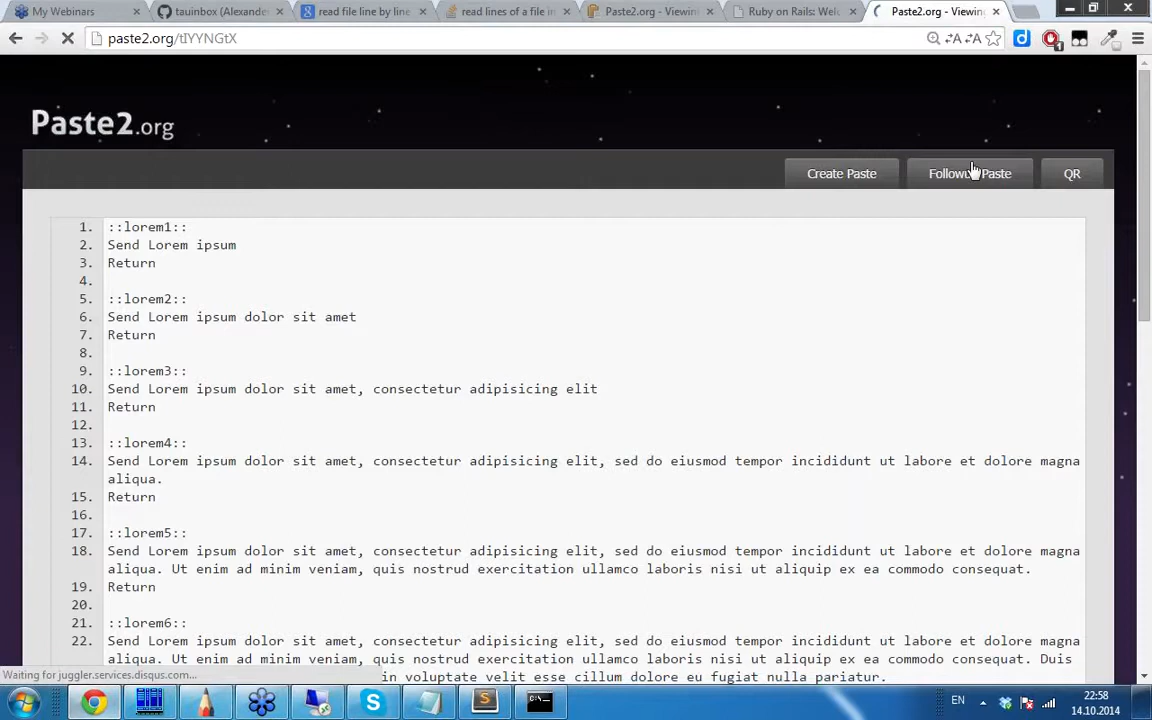 My Webinars
tauinbox (Alexande
read file line by line
read lines of a file in
Paste2.org - Viewin
Ruby on Rails: Welc
Paste2.org - Viewing
paste2.org/tIYYNGtX
Paste2.org
Create Paste
Paste
QR
1. ::lorem1::
2. Send Lorem ipsum
3. Return
4.
5. ::lorem2::
6. Send Lorem ipsum dolor sit amet
7. Return
8.
9. ::lorem3::
10. Send Lorem ipsum dolor sit amet, consectetur adipisicing elit
11. Return
12.
13. ::lorem4::
14. Send Lorem ipsum dolor sit amet, consectetur adipisicing elit, sed do eiusmod tempor incididunt ut labore et dolore magna
aliqua.
15. Return
16.
17. ::lorem5::
18. Send Lorem ipsum dolor sit amet, consectetur adipisicing elit, sed do eiusmod tempor incididunt ut labore et dolore magna
aliqua. Ut enim ad minim veniam, quis nostrud exercitation ullamco laboris nisi ut aliquip ex ea commodo consequat.
19. Return
20.
21. ::lorem6::
22. Send Lorem ipsum dolor sit amet, consectetur adipisicing elit, sed do eiusmod tempor incididunt ut labore et dolore magna
aliqua. Ut enim ad minim veniam, quis nostrud exercitation ullamco laboris nisi ut aliquip ex ea commodo consequat. Duis
in voluptate velit esse cillum dolore eu fugiat nulla pariatur.
Waiting for juggler.services.disqus.com...
EN
22:58
14.10.2014